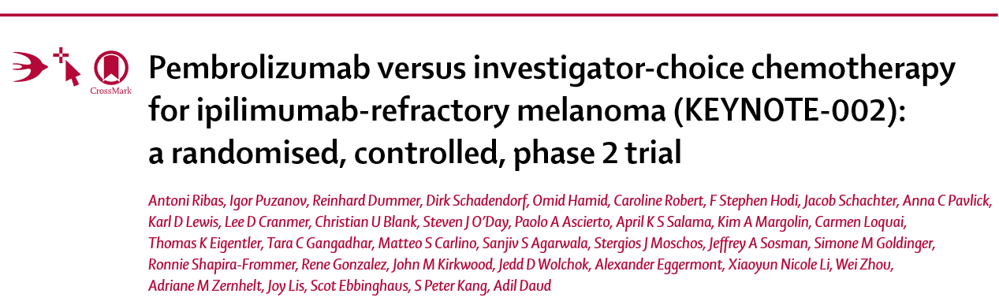 CrossMark
Pembrolizumab versus investigator-choice chemotherapy
for ipilimumab-refractory melanoma (KEYNOTE-002):
a randomised, controlled, phase 2 trial
Antoni Ribas, Igor Puzanov, Reinhard Dummer, Dirk Schadendorf, Omid Hamid, Caroline Robert, F Stephen Hodi, Jacob Schachter, Anna C Pavlick,
Karl D Lewis, Lee D Cranmer, Christian U Blank, Steven J O’Day, Paolo A Ascierto, April K S Salama, Kim A Margolin, Carmen Loquai,
Thomas K Eigentler, Tara C Gangadhar, Matteo S Carlino, Sanjiv S Agarwala, Stergios J Moschos, Jeffrey A Sosman, Simone M Goldinger,
Ronnie Shapira-Frommer, Rene Gonzalez, John M Kirkwood, Jedd D Wolchok, Alexander Eggermont, Xiaoyun Nicole Li, Wei Zhou,
Adriane M Zernhelt, Joy Lis, Scot Ebbinghaus, S Peter Kang, Adil Daud